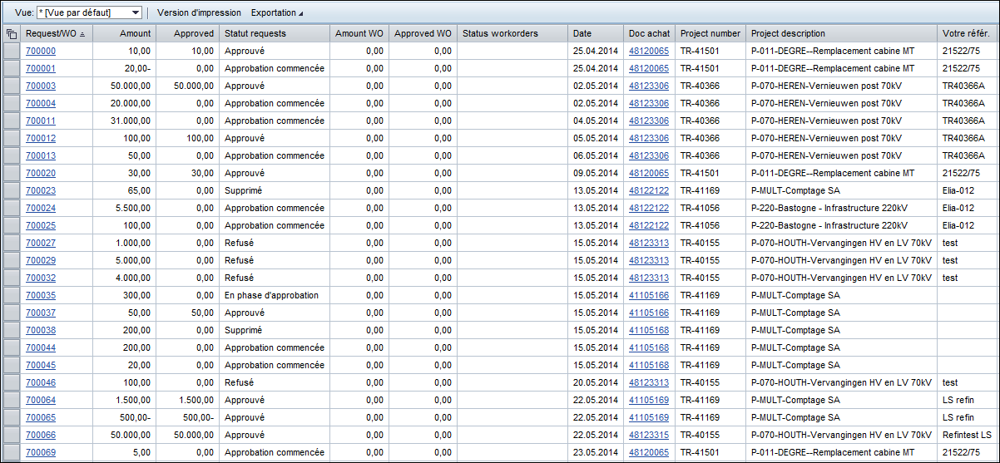 Vue: * [Vue par défaut] Version d'impression Exportation
Request/WO Amount Approved Statut requests Amount WO Approved WO Status workorders Date Doc achat Project number Project description Votre référ.
700000 10,00 10,00 Approuvé 0,00 0,00 25.04.2014 48120065 TR-41501 P-011-DEGRE--Remplacement cabine MT 21522/75
700001 20,00- 0,00 Approbation commencée 0,00 0,00 25.04.2014 48120065 TR-41501 P-011-DEGRE--Remplacement cabine MT 21522/75
700003 50.000,00 50.000,00 Approuvé 0,00 0,00 02.05.2014 48123306 TR-40366 P-070-HEREN-Vernieuwen post 70kV TR40366A
700004 20.000,00 0,00 Approbation commencée 0,00 0,00 02.05.2014 48123306 TR-40366 P-070-HEREN-Vernieuwen post 70kV TR40366A
700011 31.000,00 0,00 Approbation commencée 0,00 0,00 04.05.2014 48123306 TR-40366 P-070-HEREN-Vernieuwen post 70kV TR40366A
700012 100,00 100,00 Approuvé 0,00 0,00 05.05.2014 48123306 TR-40366 P-070-HEREN-Vernieuwen post 70kV TR40366A
700013 50,00 0,00 Approbation commencée 0,00 0,00 06.05.2014 48123306 TR-40366 P-070-HEREN-Vernieuwen post 70kV TR40366A
700020 30,00 30,00 Approuvé 0,00 0,00 09.05.2014 48120065 TR-41501 P-011-DEGRE--Remplacement cabine MT 21522/75
700023 65,00 0,00 Supprimé 0,00 0,00 13.05.2014 48122122 TR-41169 P-MULT-Comptage SA Elia-012
700024 5.500,00 0,00 Approbation commencée 0,00 0,00 13.05.2014 48122122 TR-41056 P-220-Bastogne - Infrastructure 220kV Elia-012
700025 100,00 0,00 Approbation commencée 0,00 0,00 13.05.2014 48122122 TR-41056 P-220-Bastogne - Infrastructure 220kV Elia-012
700027 1.000,00 0,00 Refusé 0,00 0,00 15.05.2014 48123313 TR-40155 P-070-HOUTH-Vervangingen HV en LV 70kV test
700029 5.000,00 0,00 Refusé 0,00 0,00 15.05.2014 48123313 TR-40155 P-070-HOUTH-Vervangingen HV en LV 70kV test
700032 4.000,00 0,00 Refusé 0,00 0,00 15.05.2014 48123313 TR-40155 P-070-HOUTH-Vervangingen HV en LV 70kV test
700035 300,00 0,00 En phase d'approbation 0,00 0,00 15.05.2014 41105166 TR-41169 P-MULT-Comptage SA
700037 50,00 50,00 Approuvé 0,00 0,00 15.05.2014 41105166 TR-41169 P-MULT-Comptage SA
700038 200,00 0,00 Supprimé 0,00 0,00 15.05.2014 41105168 TR-41169 P-MULT-Comptage SA
700044 200,00 0,00 Approbation commencée 0,00 0,00 15.05.2014 41105168 TR-41169 P-MULT-Comptage SA
700045 20,00 0,00 Approbation commencée 0,00 0,00 15.05.2014 41105168 TR-41169 P-MULT-Comptage SA
700046 100,00 0,00 Refusé 0,00 0,00 20.05.2014 48123313 TR-40155 P-070-HOUTH-Vervangingen HV en LV 70kV test
700064 1.500,00 1.500,00 Approuvé 0,00 0,00 22.05.2014 41105169 TR-41169 P-MULT-Comptage SA LS refin
700065 500,00- 500,00- Approuvé 0,00 0,00 22.05.2014 41105169 TR-41169 P-MULT-Comptage SA LS refin
700066 50.000,00 50.000,00 Approuvé 0,00 0,00 22.05.2014 48123315 TR-40155 P-070-HOUTH-Vervangingen HV en LV 70kV Refintest LS
700069 5,00 0,00 Approbation commencée 0,00 0,00 23.05.2014 48120065 TR-41501 P-011-DEGRE--Remplacement cabine MT 21522/75